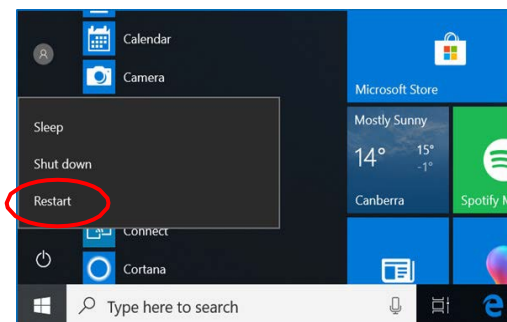 Calendar
Camera
Sleep
Shut down
Restart
Connect
Cortana
Type here to search
Microsoft Store
Mostly Sunny
14°
15°
-1°
Canberra
Spotify